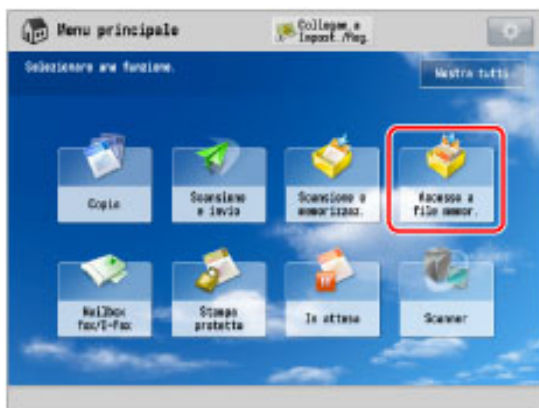 Menu principale
Collegam. a
Impost./Reg.
Selezionare una funzione.
Mostra tutti
Copia
Scansione
e invio
Scansione e
memorizzaz.
Accesso a
file memor.
Mailbox
fax/I-Fax
Stampa
protetta
In attesa
Scanner